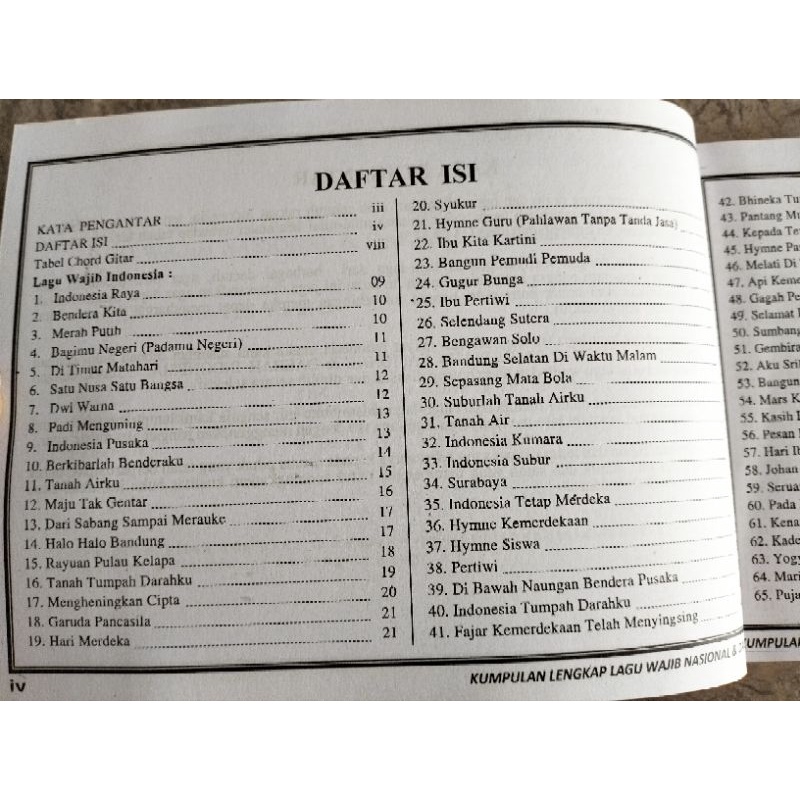 DAFTAR ISI
KATA PENGANTAR iii
DAFTAR ISI iv
Tabel Chord Gitar viii
Lagu Wajib Indonesia :
1. Indonesia Raya 09
2. Bendera Kita 10
3. Merah Putih 10
4. Bagimu Negeri (Padamu Negeri) 11
5. Di Timur Matahari 11
6. Satu Nusa Satu Bangsa 12
7. Dwi Warna 12
8. Padi Menguning 13
9. Indonesia Pusaka 13
10. Berkibarlah Benderaku 14
11. Tanah Airku 15
12. Maju Tak Gentar 16
13. Dari Sabang Sampai Merauke 17
14. Halo Halo Bandung 17
15. Rayuan Pulau Kelapa 18
16. Tanah Tumpah Darahku 19
17. Mengheningkan Cipta 20
18. Garuda Pancasila 21
19. Hari Merdeka 21
20. Syukur
21. Hymne Guru (Pahlawan Tanpa Tanda Jasa)
22. Ibu Kita Kartini
23. Bangun Pemudi Pemuda
24. Gugur Bunga
25. Ibu Pertiwi
26. Selendang Sutera
27. Bengawan Solo
28. Bandung Selatan Di Waktu Malam
29. Sepasang Mata Bola
30. Suburlah Tanah Airku
31. Tanah Air
32. Indonesia Kumara
33. Indonesia Subur
34. Surabaya
35. Indonesia Tetap Merdeka
36. Hymne Kemerdekaan
37. Hymne Siswa
38. Pertiwi
39. Di Bawah Naungan Bendera Pusaka
40. Indonesia Tumpah Darahku
41. Fajar Kemerdekaan Telah Menyingsing
iv
KUMPULAN LENGKAP LAGU WAJIB NASIONAL &
42. Bhineka Tu
43. Pantang Mu
44. Kepada Te
45. Hymne Pa
46. Melati Di
47. Api Keme
48. Gagah Pe
49. Selamat
50. Sumbang
51. Gembira
52. Aku Sri
53. Bangun
54. Mars K
55. Kasih
56. Pesan
57. Hari Ib
58. Johan
59. Serua
60. Pada
61. Kena
62. Kade
63. Yogy
64. Mari
65. Puja
KUMPULA